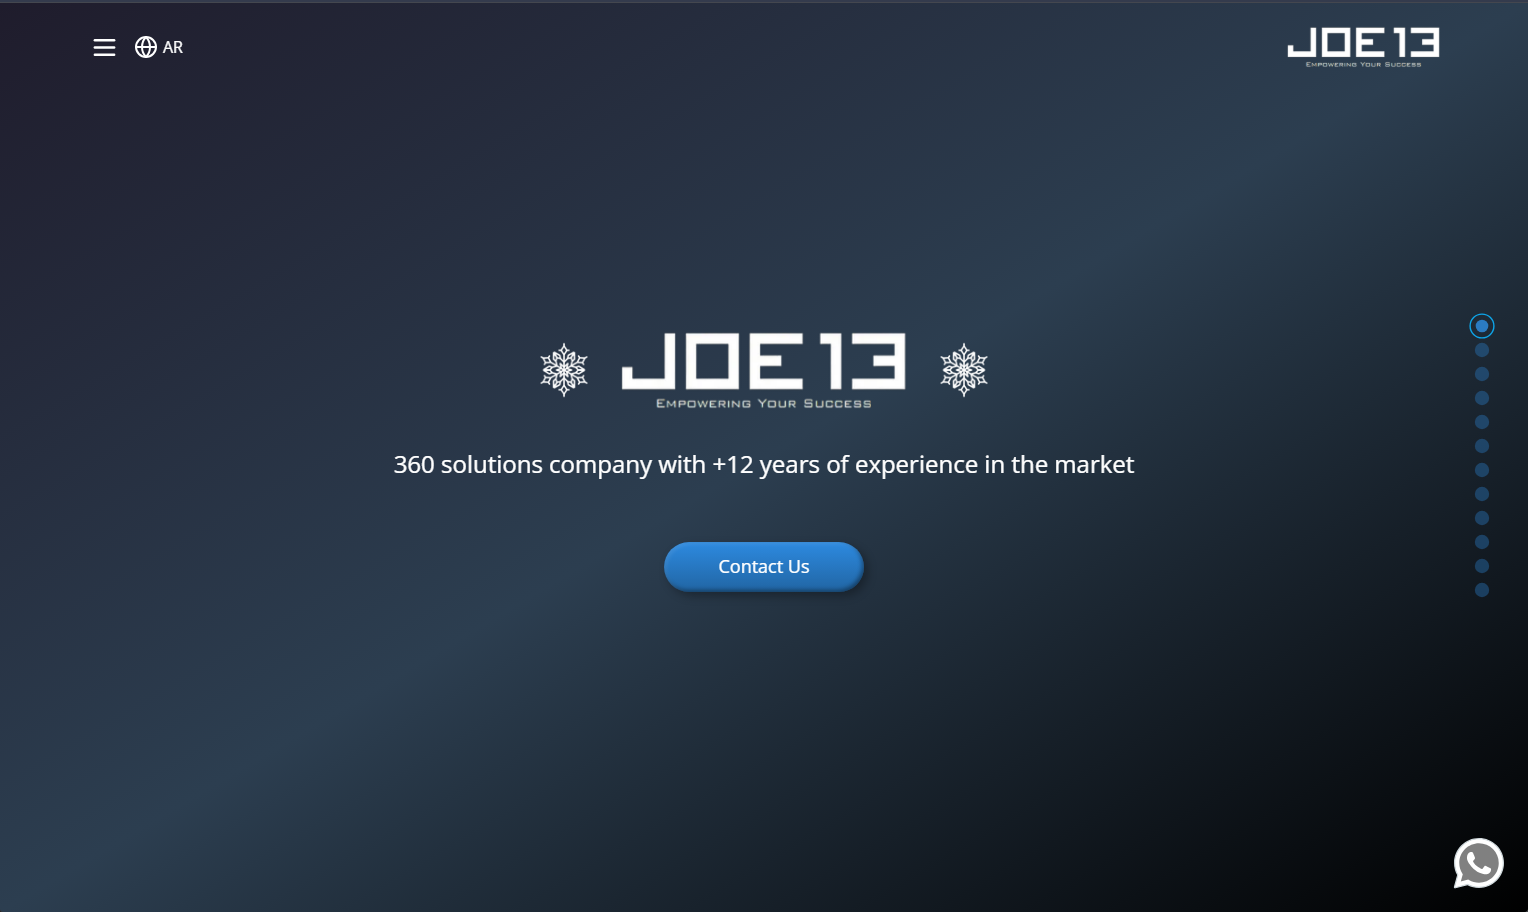 AR
JOE13
Empowering Your Success
JOE13
Empowering Your Success
360 solutions company with +12 years of experience in the market
Contact Us